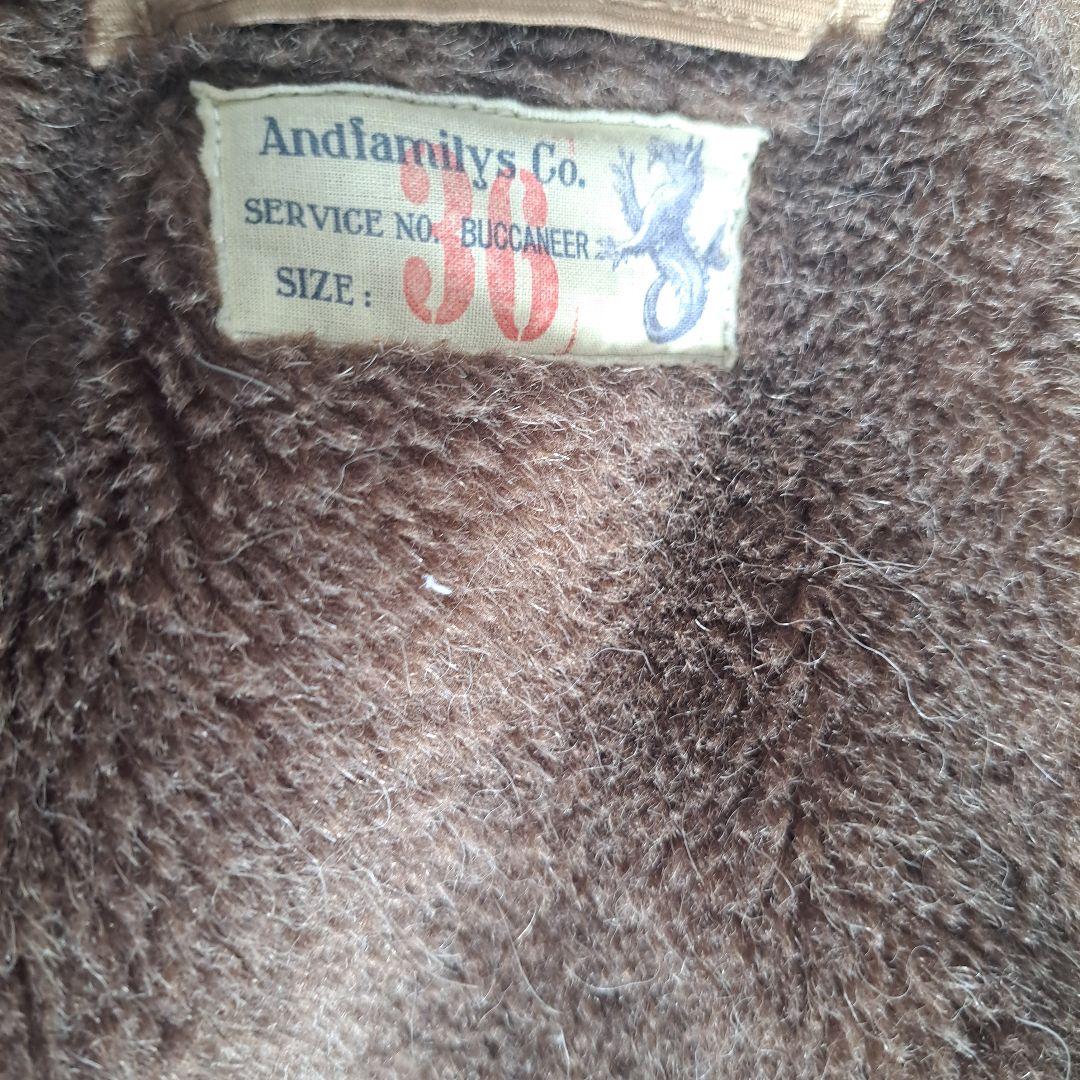 Andfamilys Co.
SERVICE NO. BUCCANEER
SIZE : 36